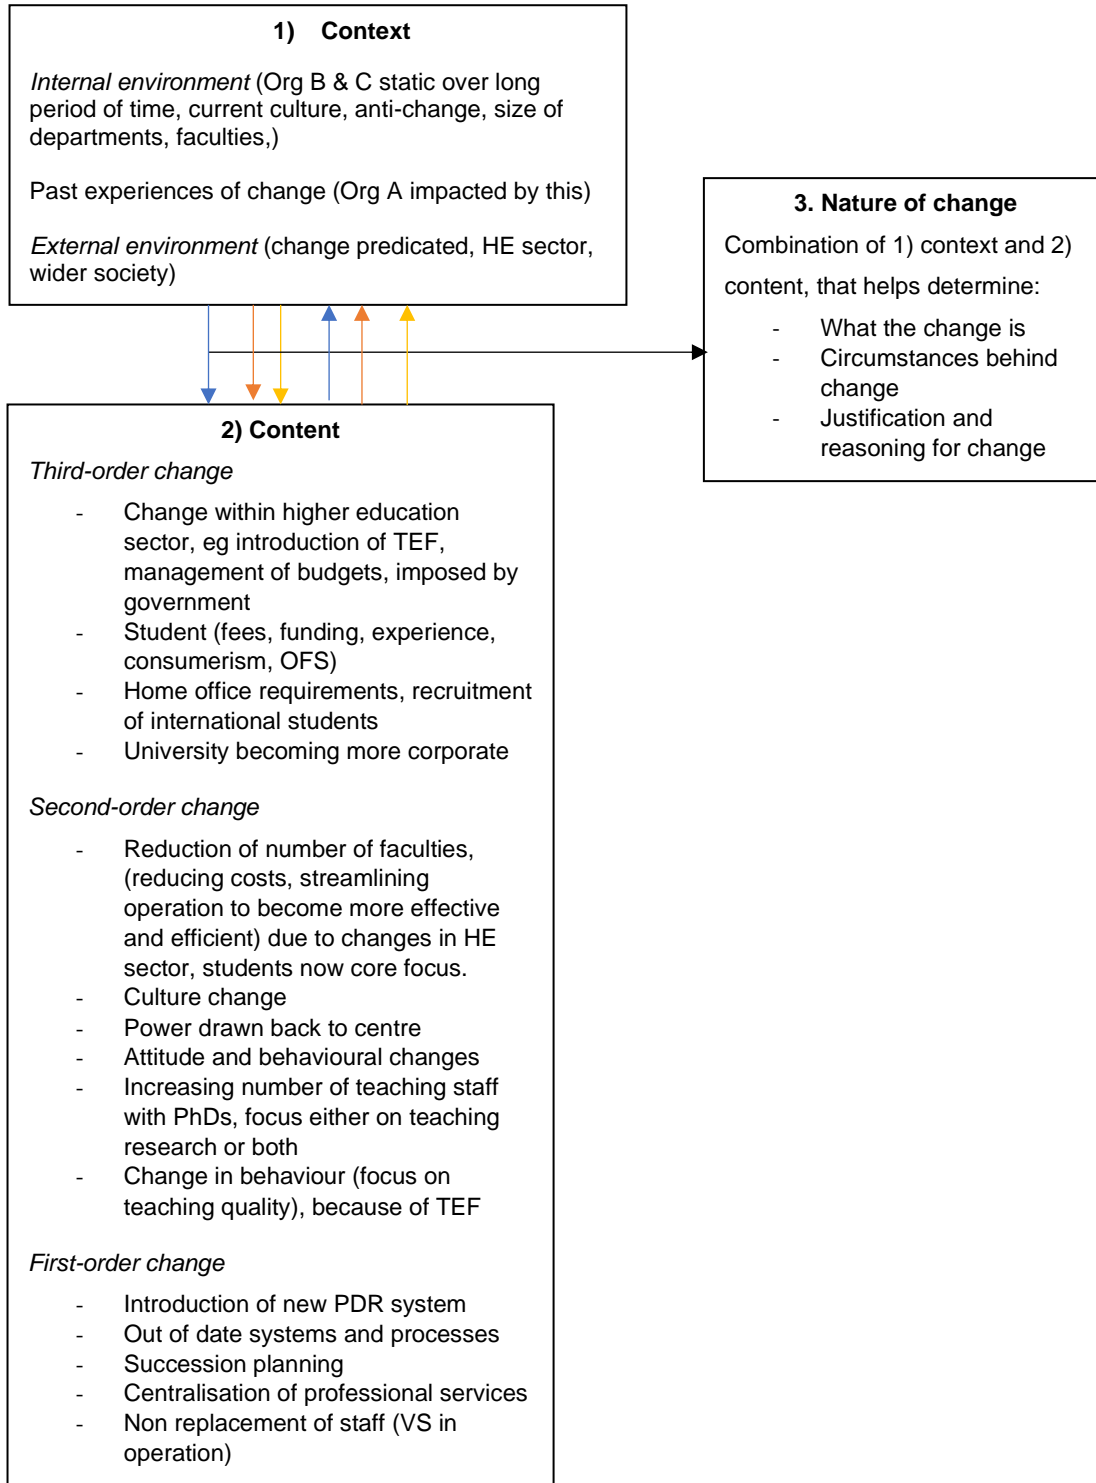 1) Context
Internal environment (Org B & C static over long
period of time, current culture, anti-change, size of
departments, faculties,)
Past experiences of change (Org A impacted by this)
External environment (change predicated, HE sector,
wider society)
3. Nature of change
Combination of 1) context and 2)
content, that helps determine:
- What the change is
- Circumstances behind
change
- Justification and
reasoning for change
2) Content
Third-order change
- Change within higher education
sector, eg introduction of TEF,
management of budgets, imposed by
government
- Student (fees, funding, experience,
consumerism, OFS)
- Home office requirements, recruitment
of international students
- University becoming more corporate
Second-order change
- Reduction of number of faculties,
(reducing costs, streamlining
operation to become more effective
and efficient) due to changes in HE
sector, students now core focus.
- Culture change
- Power drawn back to centre
- Attitude and behavioural changes
- Increasing number of teaching staff
with PhDs, focus either on teaching
research or both
- Change in behaviour (focus on
teaching quality), because of TEF
First-order change
- Introduction of new PDR system
- Out of date systems and processes
- Succession planning
- Centralisation of professional services
- Non replacement of staff (VS in
operation)